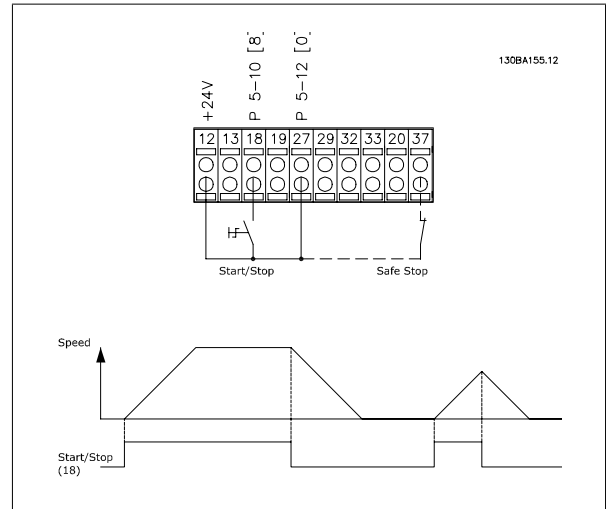 130BA155.12
+24V
P 5-10 [8]
P 5-12 [0]
12 13 18 19 27 29 32 33 20 37
Start/Stop
Safe Stop
Speed
Start/Stop
(18)